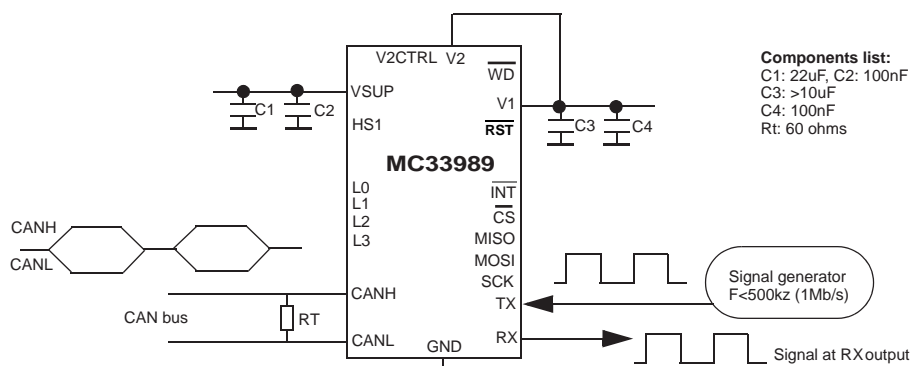 V2CTRL V2
WD
VSUP
C1
C2
V1
HS1
RST
C3
C4
MC33989
Components list:
C1: 22uF, C2: 100nF
C3: >10uF
C4: 100nF
Rt: 60 ohms
L0
L1
L2
L3
INT
CS
MISO
MOSI
SCK
TX
RX
CANH
CANL
CANH
CANL
GND
CAN bus
RT
Signal generator
F<500kz (1Mb/s)
Signal at RX output